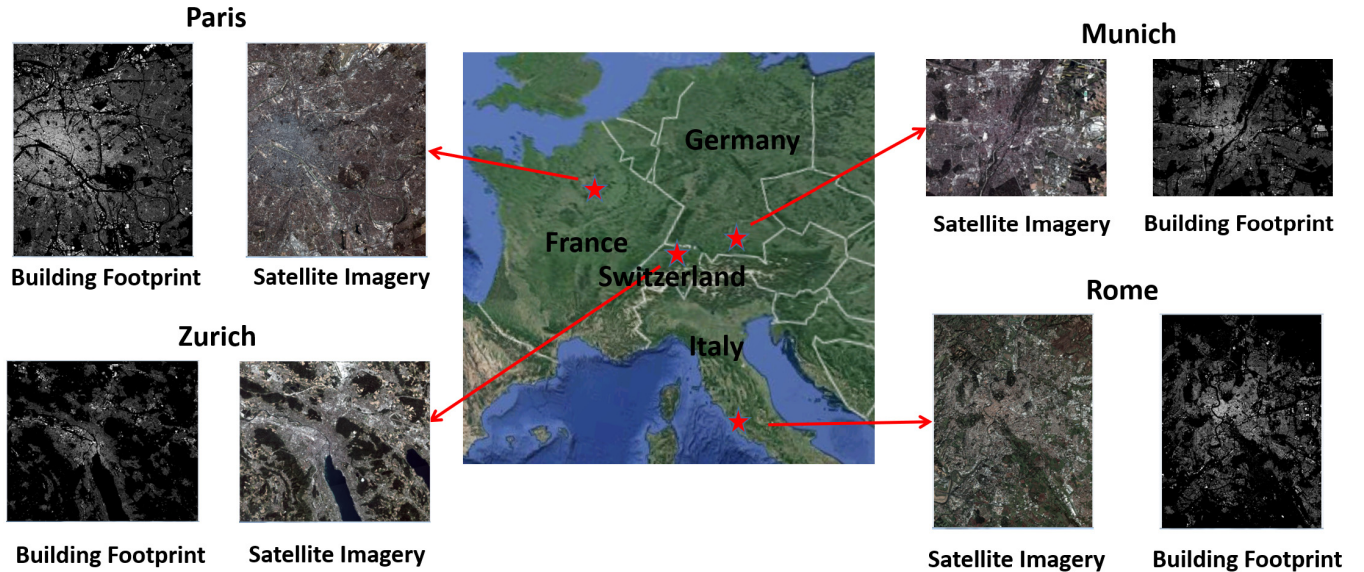 Paris
Building Footprint
Satellite Imagery
Zurich
Building Footprint
Satellite Imagery
Germany
France
Switzerland
Italy
Munich
Satellite Imagery
Building Footprint
Rome
Satellite Imagery
Building Footprint